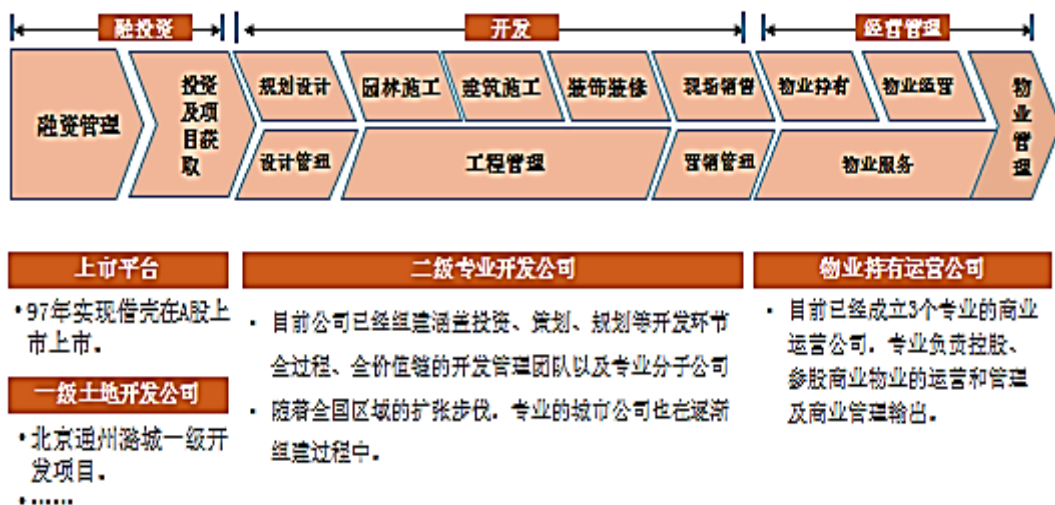 融投资
开发
经营管理
融资管理
投资
及项
目获
取
规划设计
园林施工
建筑施工
装饰装修
现场销售
物业持有
物业经营
物业管理
设计管理
工程管理
营销管理
物业服务
上市平台
•97年实现借壳在A股上
市上市。
一级土地开发公司
•北京通州潞城一级开
发项目。
•……
二级专业开发公司
• 目前公司已经组建涵盖投资、策划、规划等开发环节
全过程、全价值链的开发管理团队以及专业分子公司
• 随着全国区域的扩张步伐，专业的城市公司也在逐渐
组建过程中。
物业持有运营公司
• 目前已经成立3个专业的商业
运营公司，专业负责控股、
参股商业物业的运营和管理
及商业管理输出。